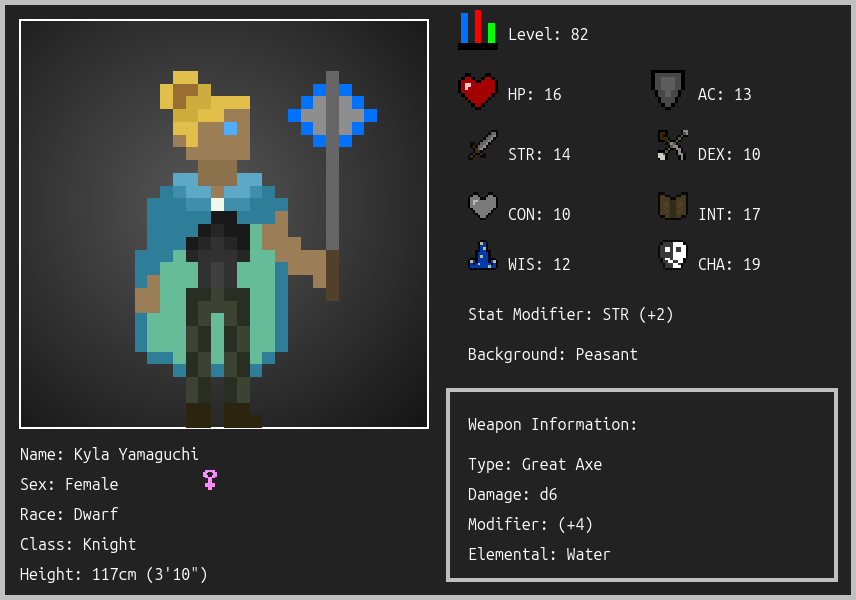 Level: 82
HP: 16
AC: 13
STR: 14
DEX: 10
CON: 10
INT: 17
WIS: 12
CHA: 19
Stat Modifier: STR (+2)
Background: Peasant
Weapon Information:
Type: Great Axe
Damage: d6
Modifier: (+4)
Elemental: Water
Name: Kyla Yamaguchi
Sex: Female
Race: Dwarf
Class: Knight
Height: 117cm (3'10")